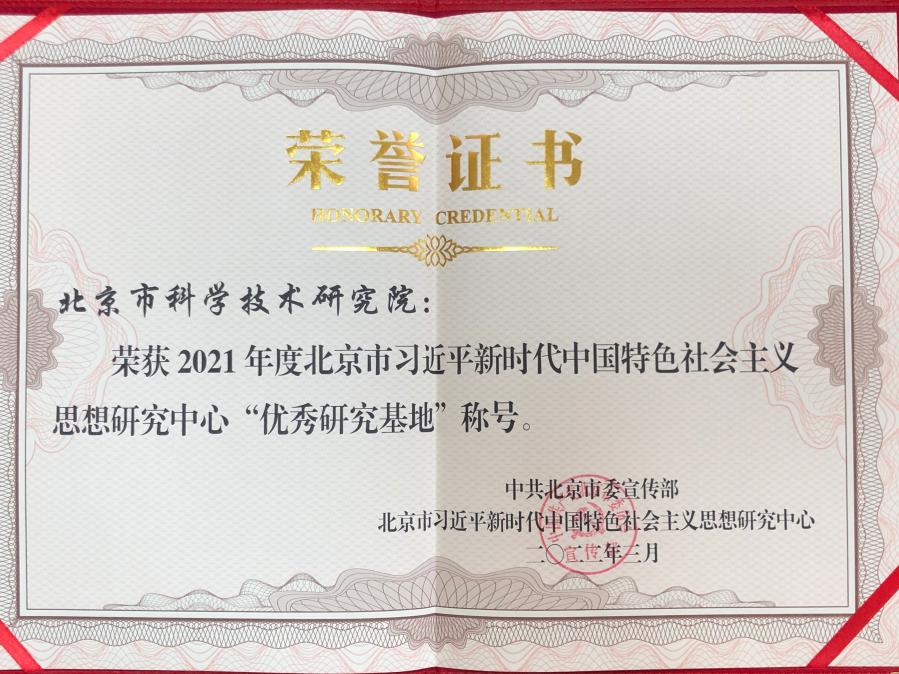 荣誉证书
HONORARY CREDENTIAL
北京市科学技术研究院：
荣获 2021 年度北京市习近平新时代中国特色社会主义
思想研究中心“优秀研究基地”称号。
中共北京市委宣传部
北京市习近平新时代中国特色社会主义思想研究中心
二〇二二年三月
宣传部